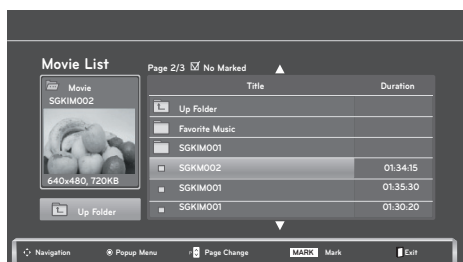 Movie List
Page 2/3 ☑ No Marked
Movie
SGKIM002
640x480, 720KB
Up Folder
Title Duration
Up Folder
Favorite Music
SGKIM001
SGKM002 01:34:15
SGKIM001 01:35:30
SGKIM001 01:30:20
Navigation Popup Menu Page Change MARK Mark Exit